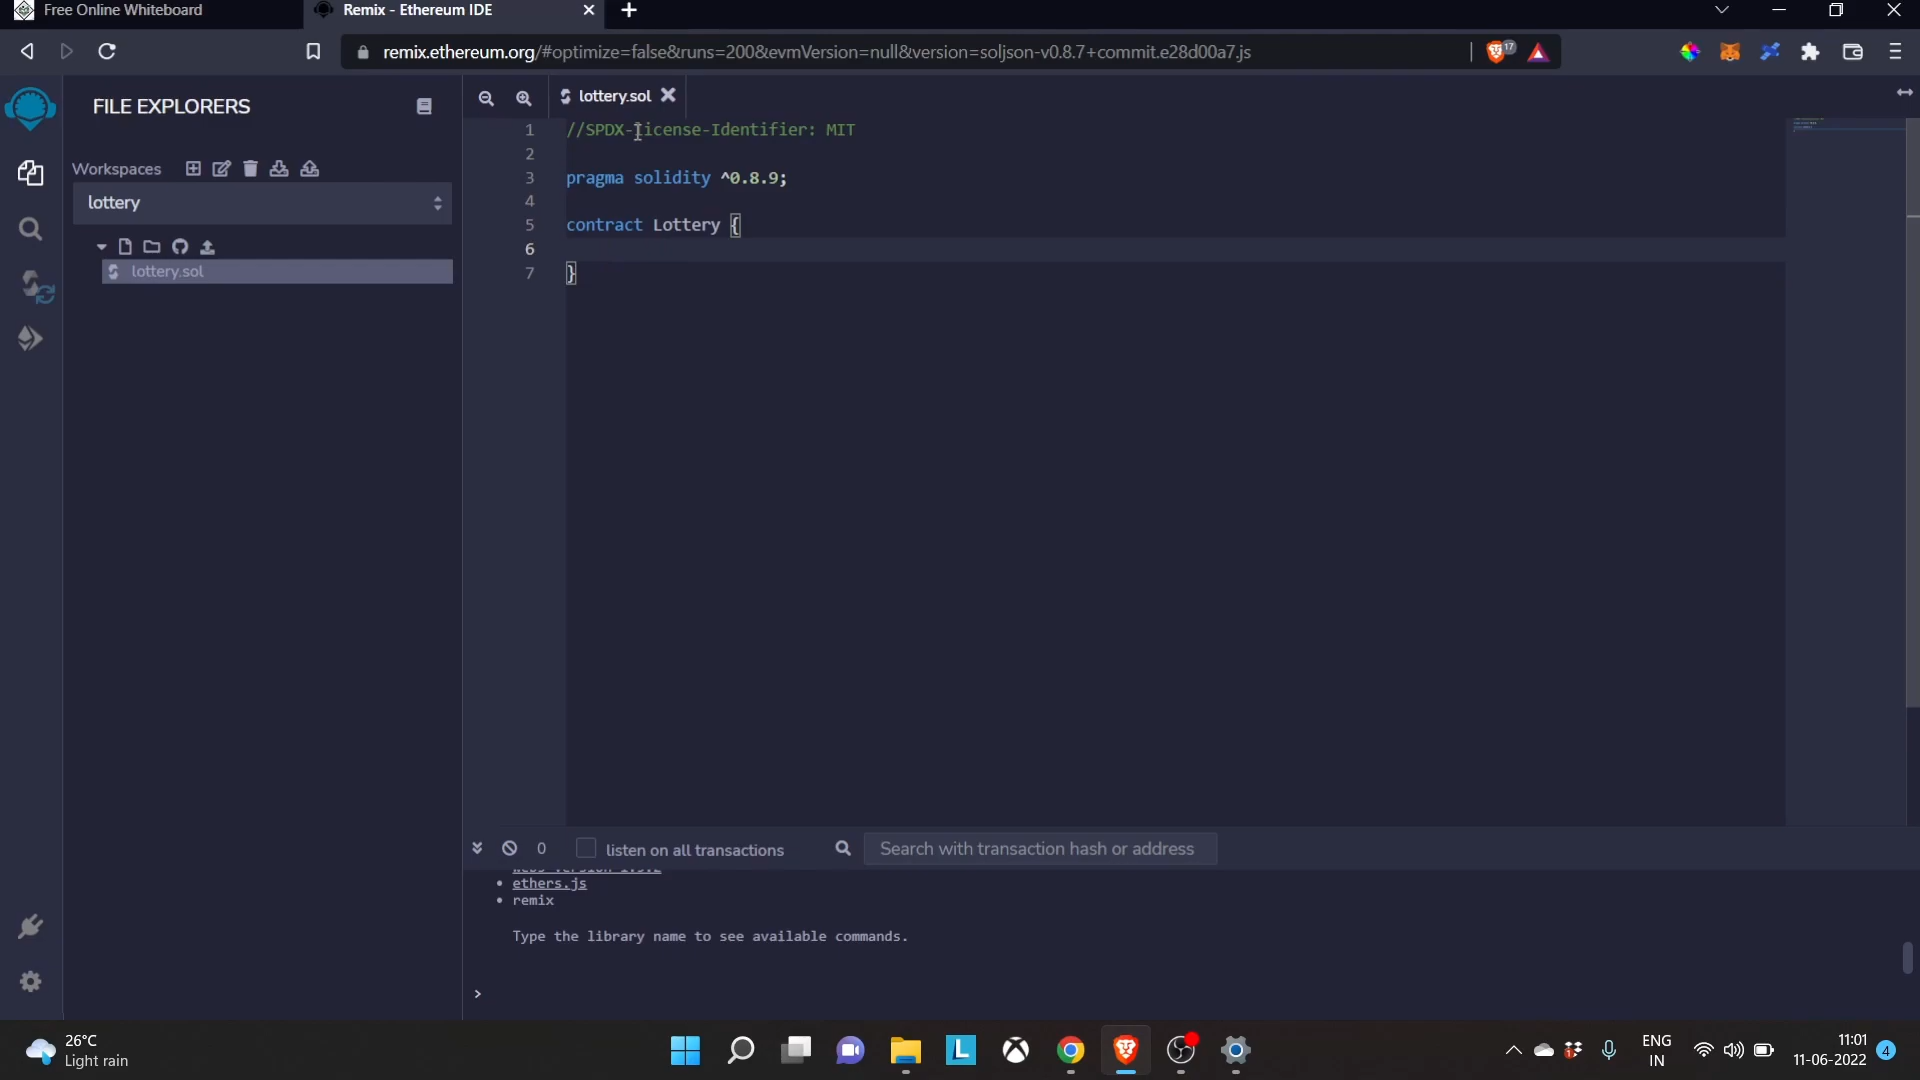 Free Online Whiteboard
Remix - Ethereum IDE
remix.ethereum.org/#optimize=false&runs=200&evmVersion=null&version=soljson-v0.8.7+commit.e28d00a7.js
17
FILE EXPLORERS
lottery.sol
Workspaces
lottery
lottery.sol
1 //SPDX-License-Identifier: MIT
2
3 pragma solidity ^0.8.9;
4
5 contract Lottery {
6
7 }
0
listen on all transactions
Search with transaction hash or address
ethers.js
remix
Type the library name to see available commands.
>
26°C
Light rain
L
ENG
IN
11:01
11-06-2022
4